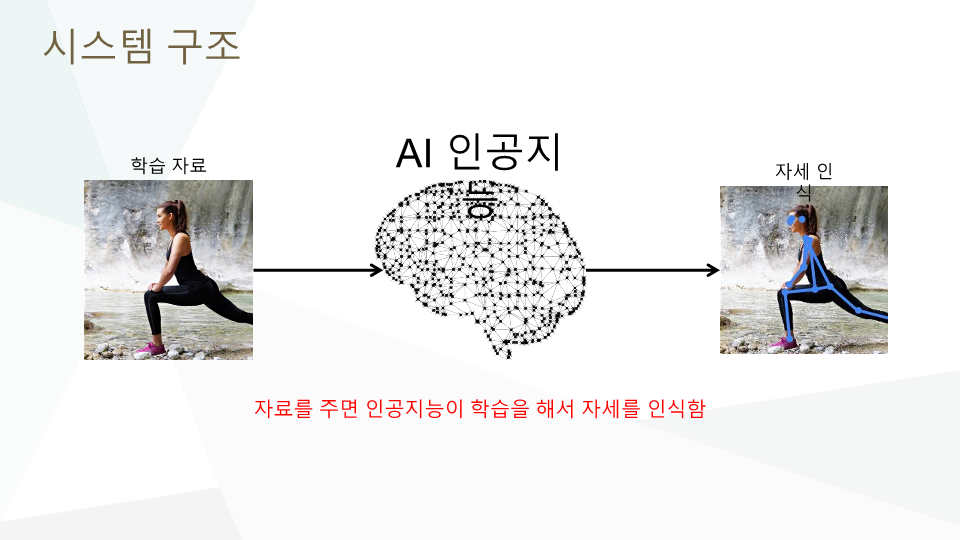 시스템 구조
AI 인공지
능
학습 자료
자세 인
식
자료를 주면 인공지능이 학습을 해서 자세를 인식함